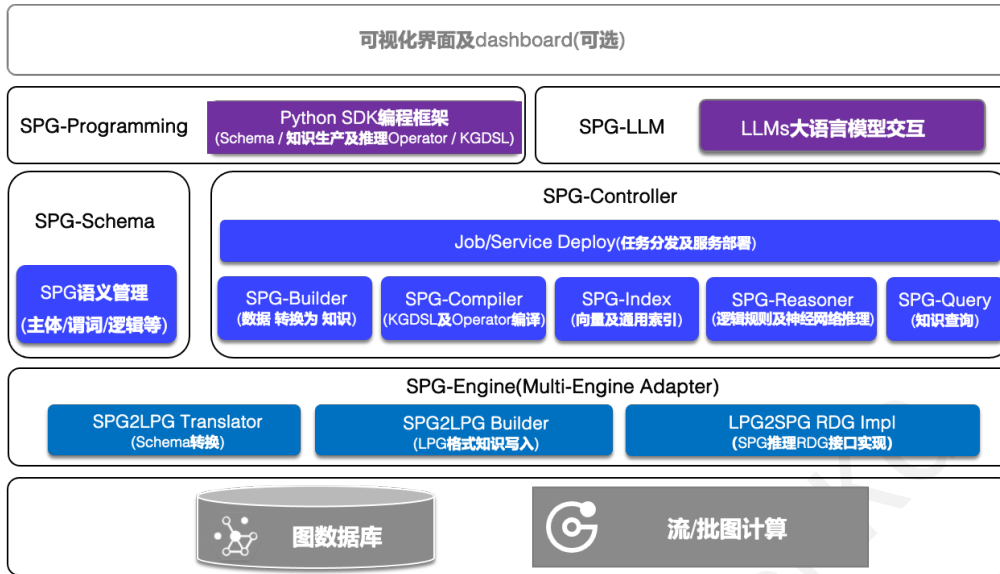 可视化界面及dashboard(可选)
SPG-Programming
Python SDK编程框架
(Schema / 知识生产及推理Operator / KGDSL)
SPG-LLM
LLMs大语言模型交互
SPG-Schema
SPG语义管理
(主体/谓词/逻辑等)
SPG-Controller
Job/Service Deploy(任务分发及服务部署)
SPG-Builder
(数据 转换为 知识)
SPG-Compiler
(KGDSL及Operator编译)
SPG-Index
(向量及通用索引)
SPG-Reasoner
(逻辑规则及神经网络推理)
SPG-Query
(知识查询)
SPG-Engine(Multi-Engine Adapter)
SPG2LPG Translator
(Schema转换)
SPG2LPG Builder
(LPG格式知识写入)
LPG2SPG RDG Impl
(SPG推理RDG接口实现)
图数据库
流/批图计算